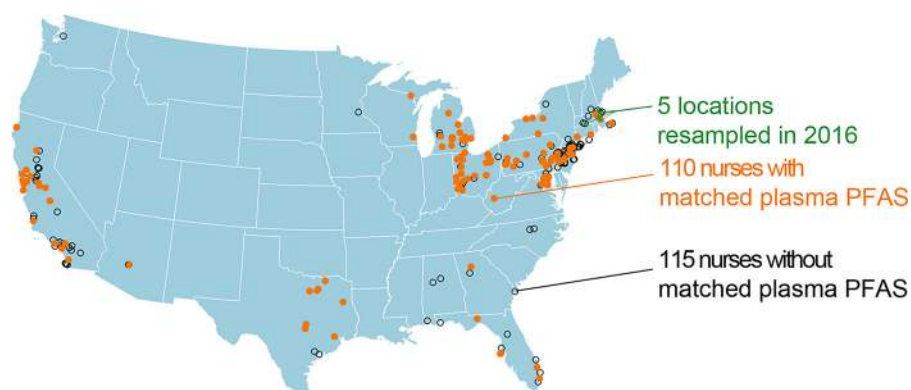 5 locations
resampled in 2016
110 nurses with
matched plasma PFAS
115 nurses without
matched plasma PFAS